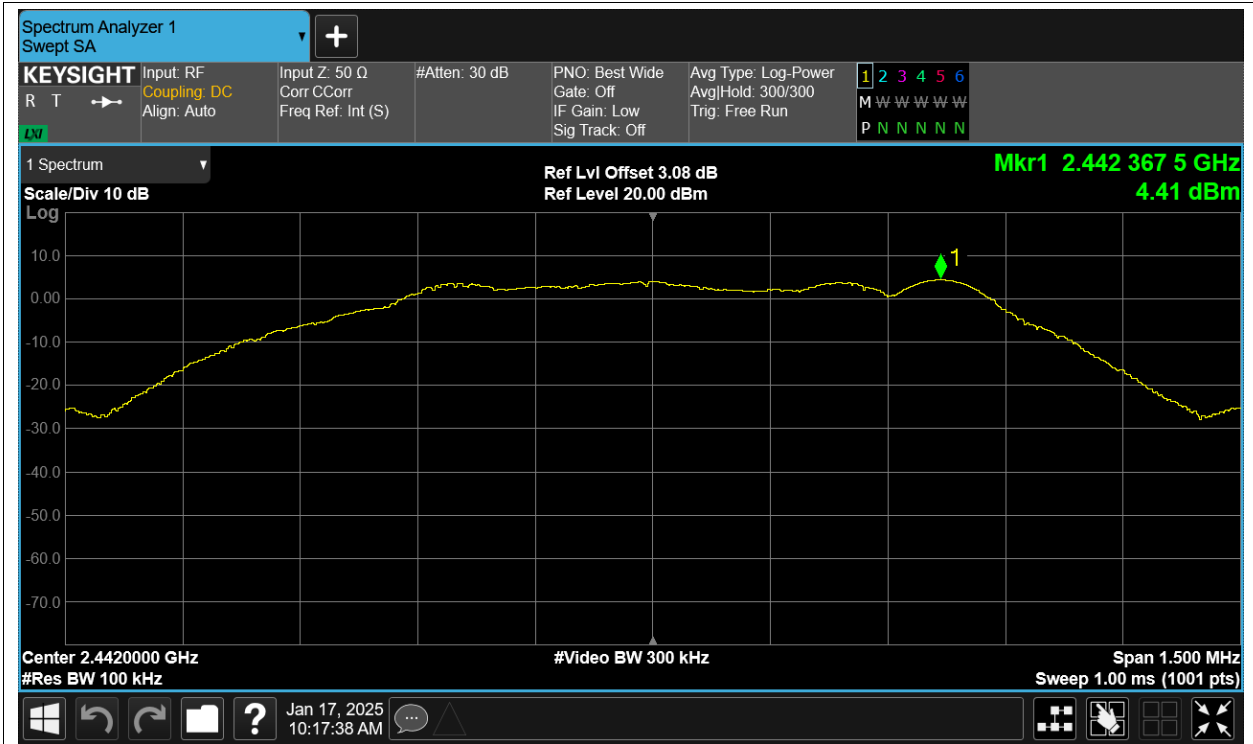 Spectrum Analyzer 1
Swept SA
+
KEYSIGHT
R T
LXI
Input: RF
Coupling: DC
Align: Auto
Input Z: 50 Ω
Corr CCorr
Freq Ref: Int (S)
#Atten: 30 dB
PNO: Best Wide
Gate: Off
IF Gain: Low
Sig Track: Off
Avg Type: Log-Power
Avg|Hold: 300/300
Trig: Free Run
1 2 3 4 5 6
M W W W W W
P N N N N N
1 Spectrum
Scale/Div 10 dB
Log
Ref Lvl Offset 3.08 dB
Ref Level 20.00 dBm
Mkr1 2.442 367 5 GHz
4.41 dBm
1
10.0
0.00
-10.0
-20.0
-30.0
-40.0
-50.0
-60.0
-70.0
Center 2.4420000 GHz
#Res BW 100 kHz
#Video BW 300 kHz
Span 1.500 MHz
Sweep 1.00 ms (1001 pts)
?
Jan 17, 2025
10:17:38 AM